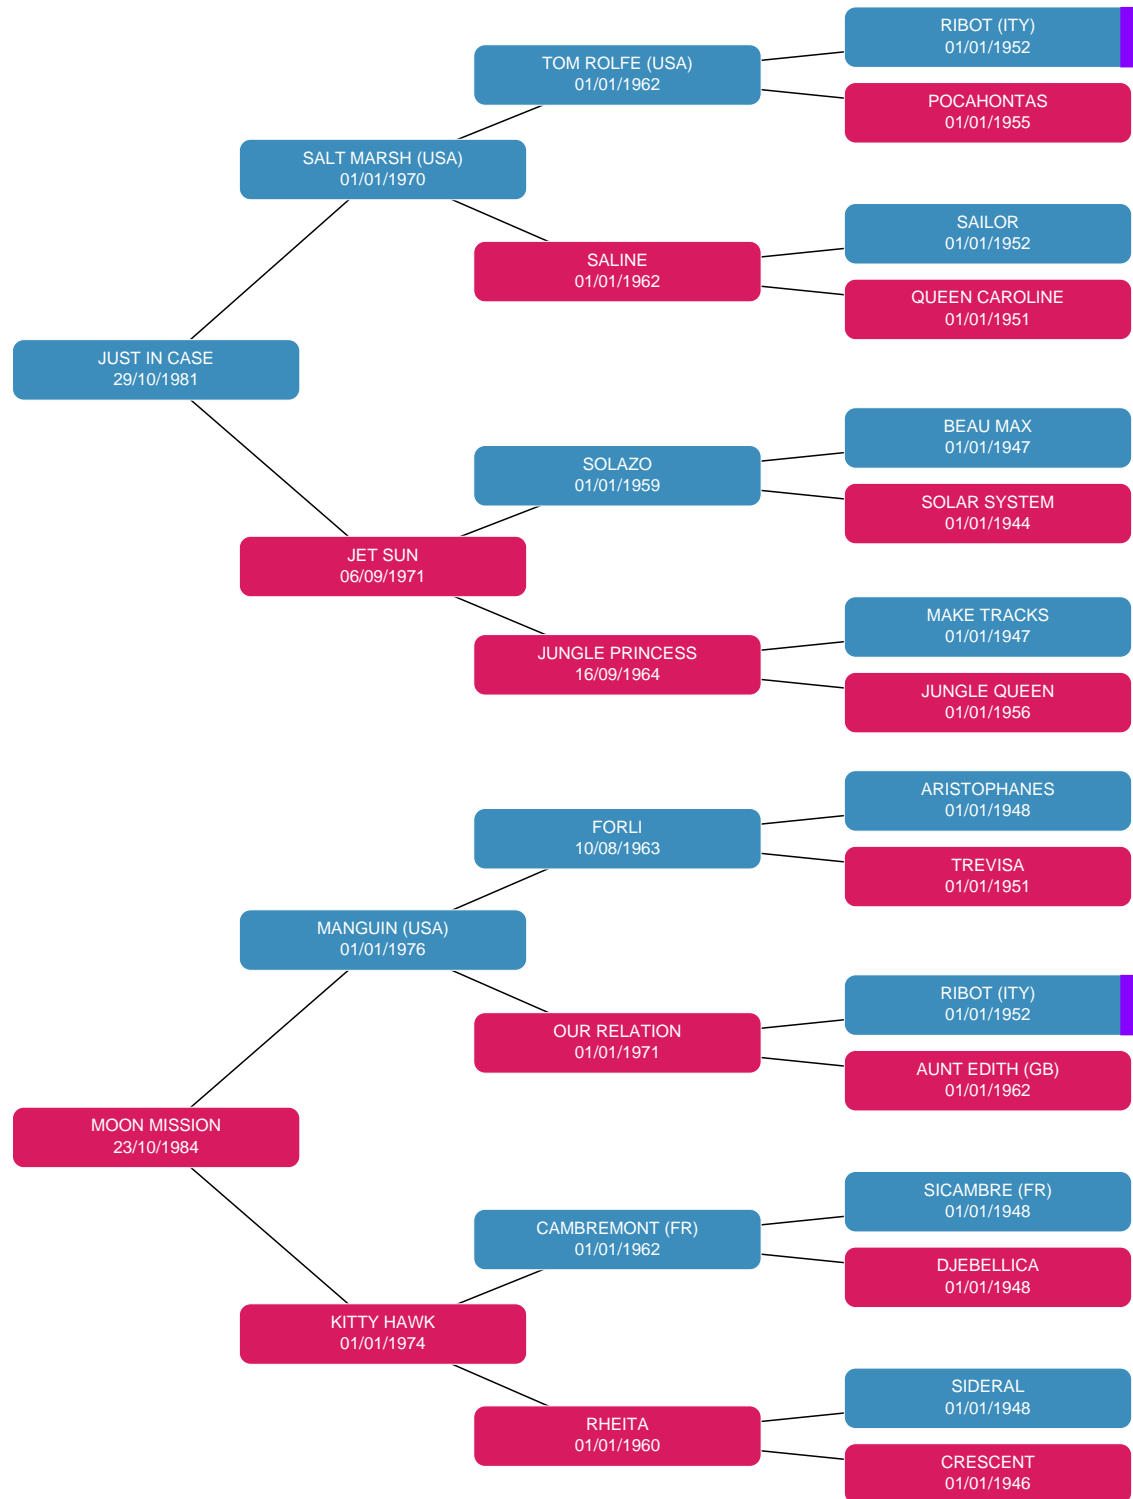 RIBOT (ITY)
01/01/1952
TOM ROLFE (USA)
01/01/1962
POCAHONTAS
01/01/1955
SALT MARSH (USA)
01/01/1970
SAILOR
01/01/1952
SALINE
01/01/1962
QUEEN CAROLINE
01/01/1951
JUST IN CASE
29/10/1981
BEAU MAX
01/01/1947
SOLAZO
01/01/1959
SOLAR SYSTEM
01/01/1944
JET SUN
06/09/1971
MAKE TRACKS
01/01/1947
JUNGLE PRINCESS
16/09/1964
JUNGLE QUEEN
01/01/1956
ARISTOPHANES
01/01/1948
FORLI
10/08/1963
TREVISA
01/01/1951
MANGUIN (USA)
01/01/1976
RIBOT (ITY)
01/01/1952
OUR RELATION
01/01/1971
AUNT EDITH (GB)
01/01/1962
MOON MISSION
23/10/1984
SICAMBRE (FR)
01/01/1948
CAMBREMONT (FR)
01/01/1962
DJEBELLICA
01/01/1948
KITTY HAWK
01/01/1974
SIDERAL
01/01/1948
RHEITA
01/01/1960
CRESCENT
01/01/1946